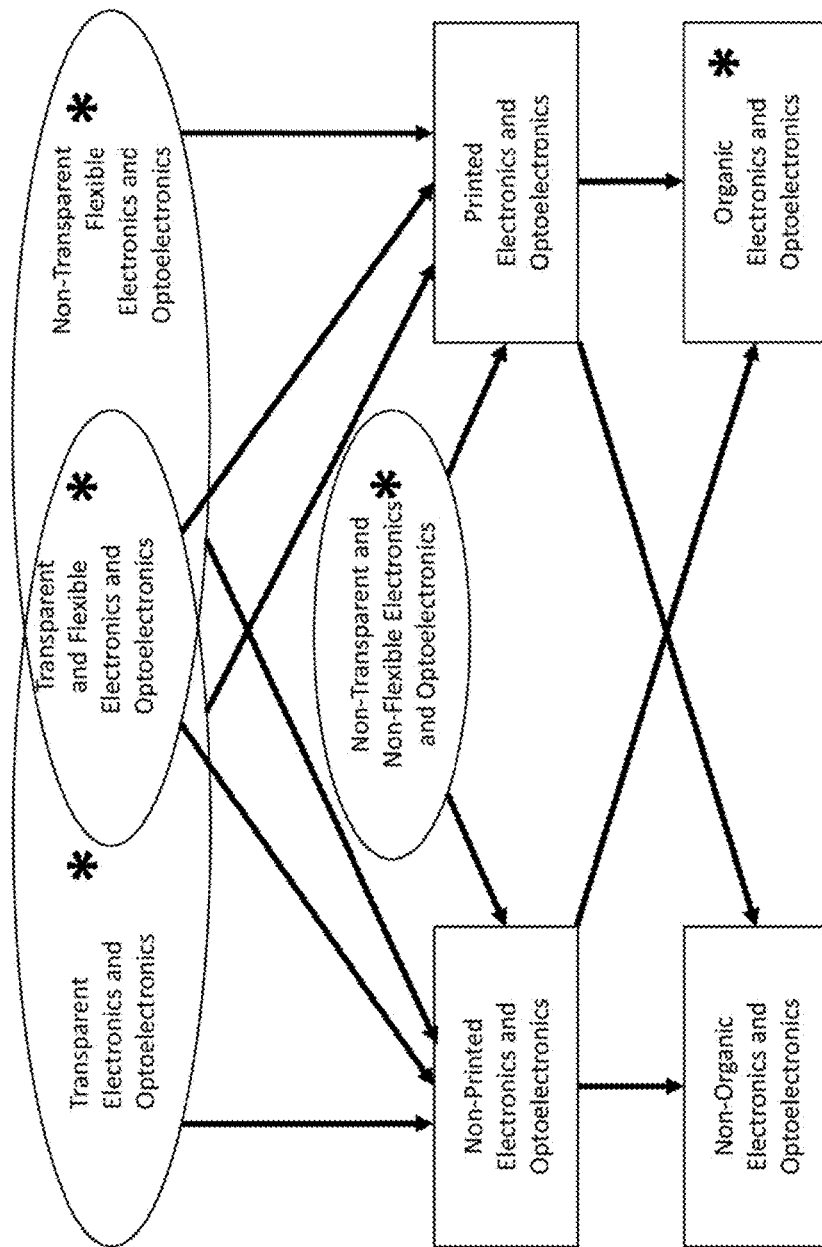 Transparent
Electronics and
Optoelectronics
*
Transparent
and Flexible
Electronics and
Optoelectronics
*
Non-Transparent
Flexible
Electronics and
Optoelectronics
*
Non-Transparent and
Non-Flexible Electronics
and Optoelectronics
*
Non-Printed
Electronics and
Optoelectronics
Printed
Electronics and
Optoelectronics
Non-Organic
Electronics and
Optoelectronics
Organic
Electronics and
Optoelectronics
*